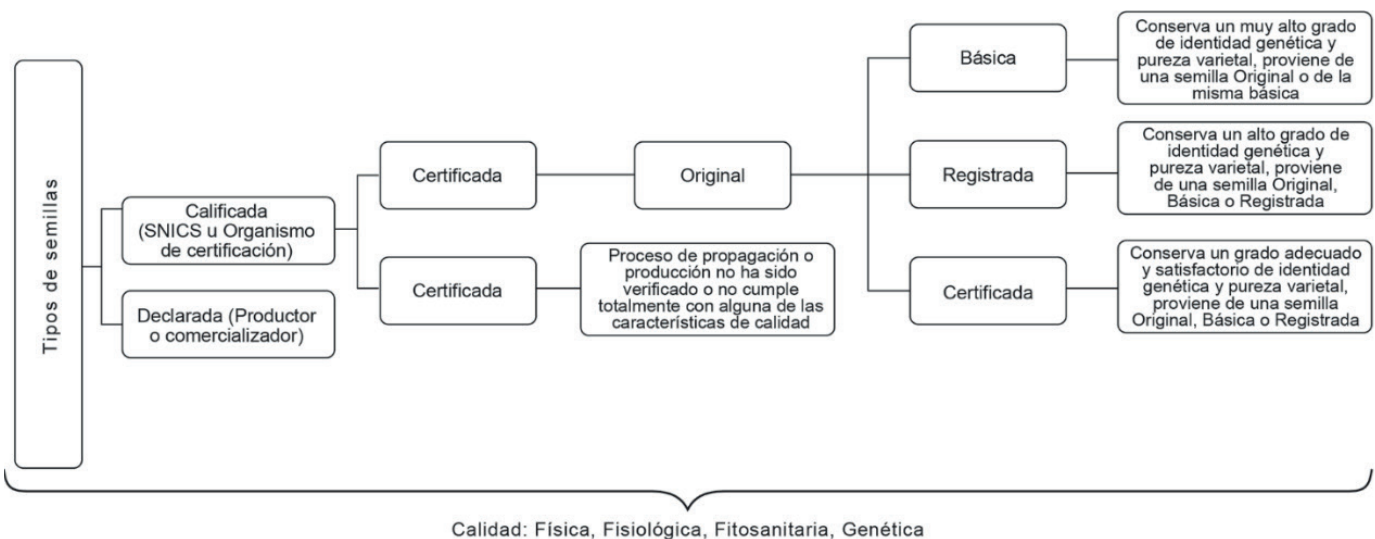 Tipos de semillas
Calificada
(SNICS u Organismo
de certificación)
Declarada (Productor
o comercializador)
Certificada
Certificada
Original
Proceso de propagación o
producción no ha sido
verificado o no cumple
totalmente con alguna de las
características de calidad
Básica
Registrada
Certificada
Conserva un muy alto grado
de identidad genética y
pureza varietal, proviene de
una semilla Original o de la
misma básica
Conserva un alto grado de
identidad genética y
pureza varietal, proviene
de una semilla Original,
Básica o Registrada
Conserva un grado adecuado
y satisfactorio de identidad
genética y pureza varietal,
proviene de una semilla
Original, Básica o Registrada
Calidad: Física, Fisiológica, Fitosanitaria, Genética